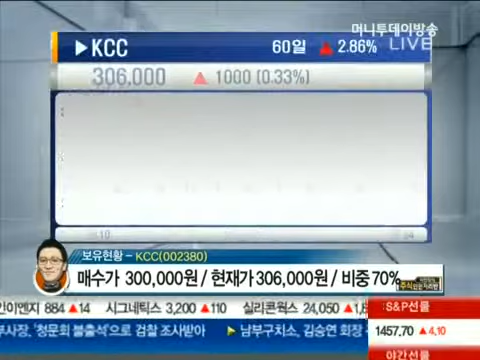 머니투데이방송
LIVE
▶KCC 60일 ▲ 2.86%
306,000 ▲ 1000 (0.33%)
보유현황 - KCC(002380)
매수가 300,000원 / 현재가 306,000원 / 비중 70%
인이엔지 884 ▲14 시그네틱스 3,200 ▲110 실리콘웍스 24,050 ▲1,
S&P선물
부사장, '청문회 불출석'으로 검찰 조사받아 ▶ 남부구치소, 김승연 회장
1457.70 ▲4.10
야간선물